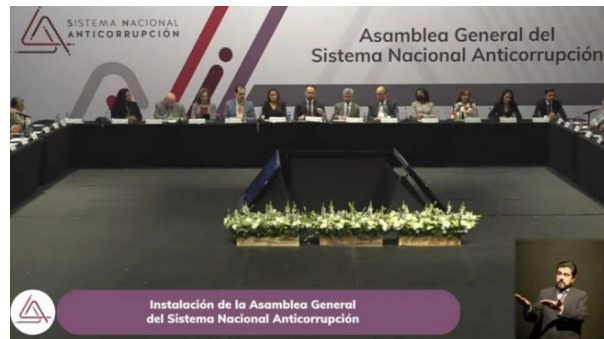 SISTEMA NACIONAL
ANTICORRUPCIÓN
Asamblea General del
Sistema Nacional Anticorrupción
Instalación de la Asamblea General
del Sistema Nacional Anticorrupción